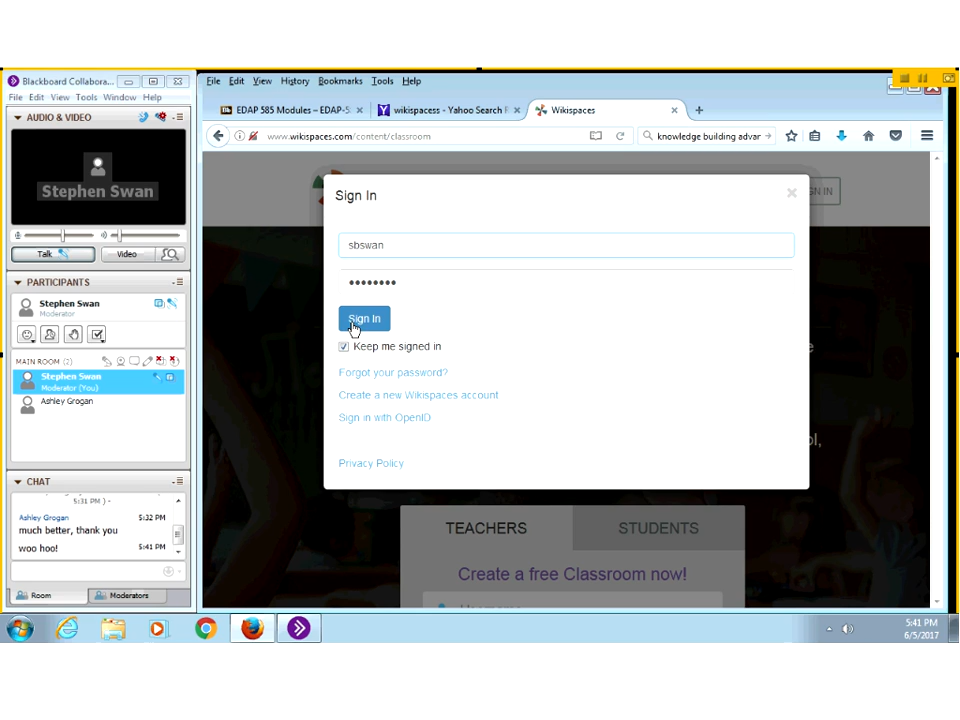 Blackboard Collabora...
File Edit View Tools Window Help
AUDIO & VIDEO
Stephen Swan
Talk
Video
PARTICIPANTS
Stephen Swan
Moderator
MAIN ROOM (2)
Stephen Swan
Moderator (You)
Ashley Grogan
CHAT
5:31 PM ) -
Ashley Grogan 5:32 PM
much better, thank you
woo hoo! 5:41 PM
Room
Moderators
File Edit View History Bookmarks Tools Help
EDAP 585 Modules – EDAP-5
wikispacess - Yahoo Search R
Wikispaces
www.wikispaces.com/content/classroom
knowledge building advar
Sign In
sbswan
Sign In
Keep me signed in
Forgot your password?
Create a new Wikispaces account
Sign in with OpenID
Privacy Policy
TEACHERS
STUDENTS
Create a free Classroom now!
5:41 PM
6/5/2017